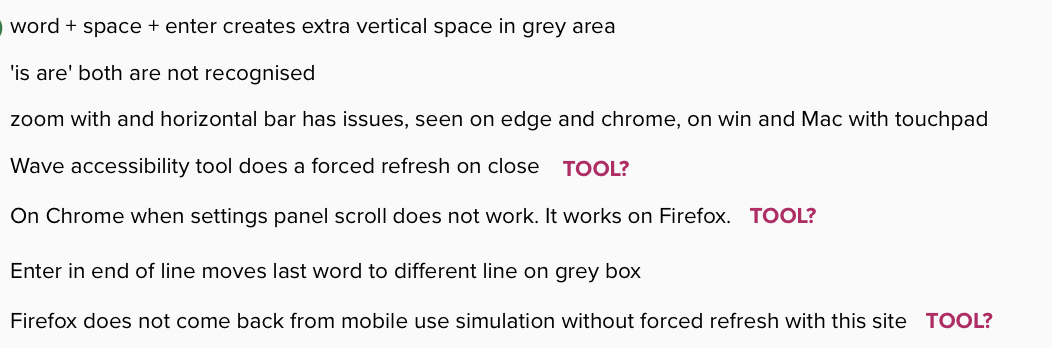 word + space + enter creates extra vertical space in grey area
'is are' both are not recognised
zoom with and horizontal bar has issues, seen on edge and chrome, on win and Mac with touchpad
Wave accessibility tool does a forced refresh on close TOOL?
On Chrome when settings panel scroll does not work. It works on Firefox. TOOL?
Enter in end of line moves last word to different line on grey box
Firefox does not come back from mobile use simulation without forced refresh with this site TOOL?